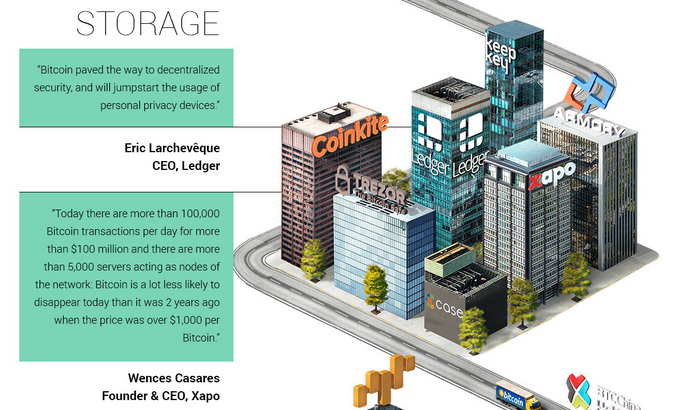 STORAGE
"Bitcoin paved the way to decentralized
security, and will jumpstart the usage of
personal privacy devices."
Eric Larchevêque
CEO, Ledger
"Today there are more than 100,000
Bitcoin transactions per day for more
than $100 million and there are more
than 5,000 servers acting as nodes of
the network: Bitcoin is a lot less likely to
disappear today than it was 2 years ago
when the price was over $1,000 per
Bitcoin."
Wences Casares
Founder & CEO, Xapo
keep
key
ARMORY
Coinkite
Ledger
Ledger
xapo
TREZOR
The Bitcoin Safe
case
bitcoin
BTCChina